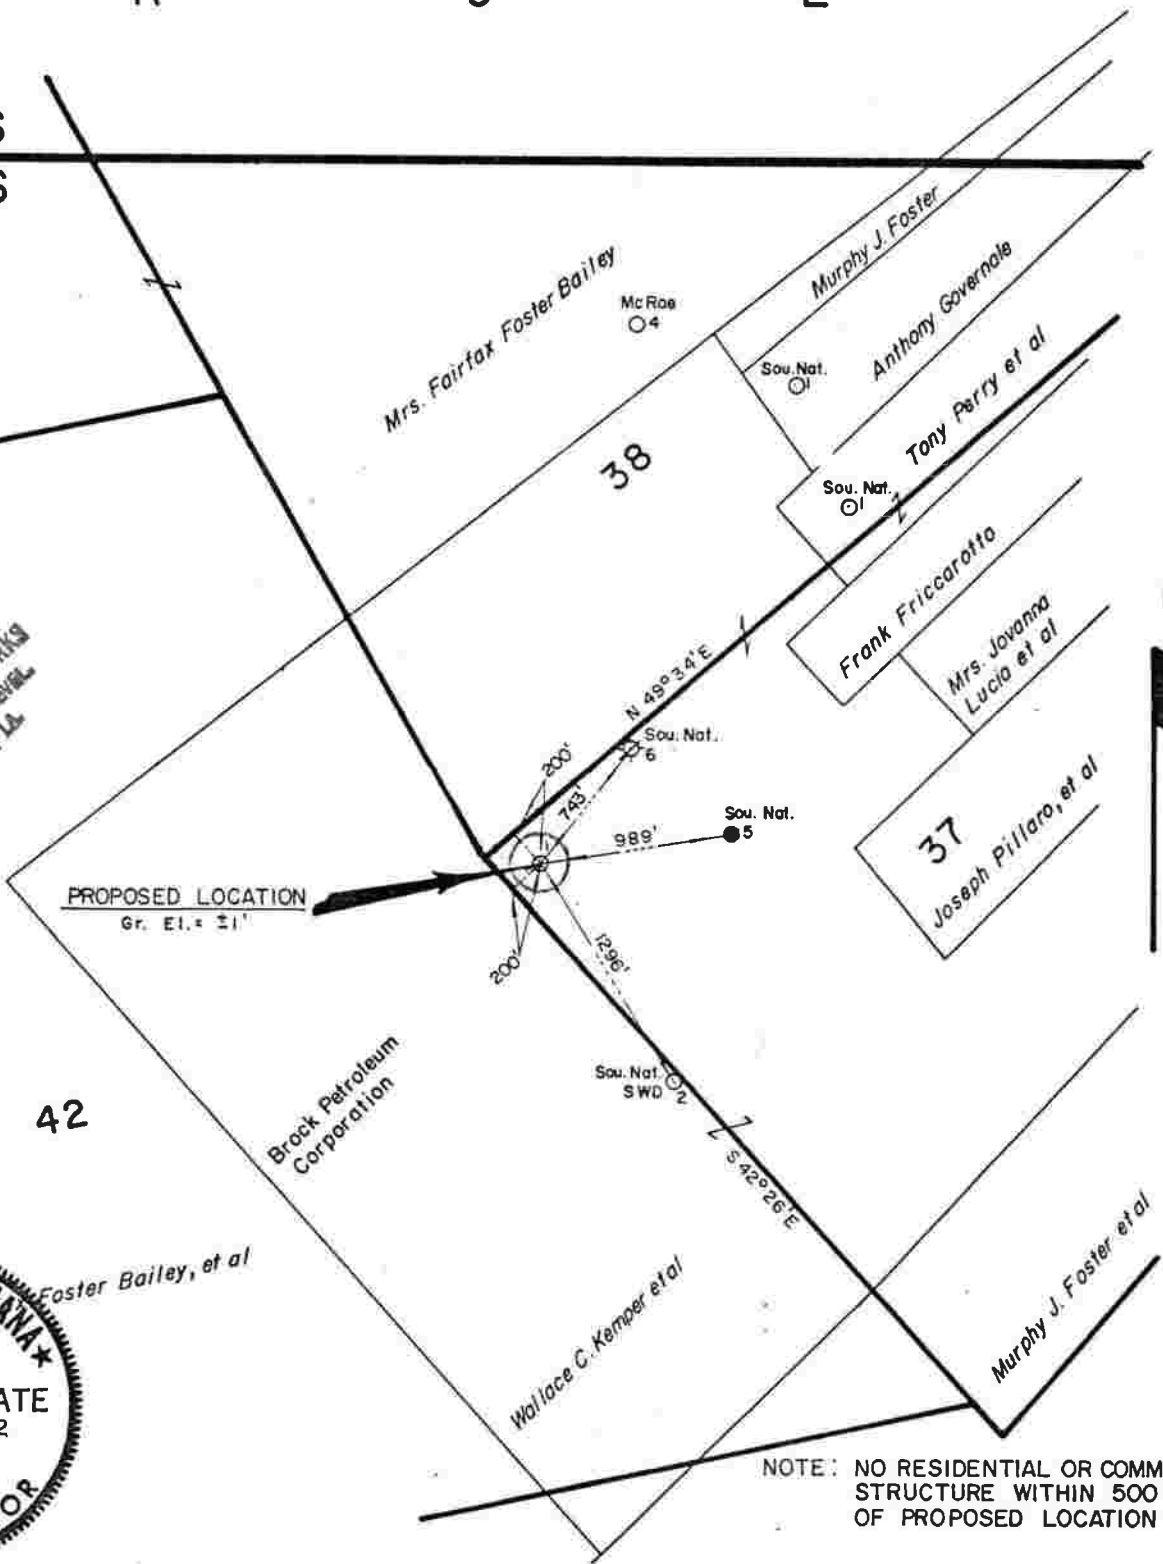 Mrs. Fairfax Foster Bailey
Mc Rae
4
Murphy J. Foster
Anthony Governale
Sou. Nat.
1
Tony Perry et al
38
Sou. Nat.
1
Frank Friccarotto
Mrs. Jovanna
Lucia et al
N 49° 34' E
Sou. Nat.
6
200'
743'
Sou. Nat.
5
989'
37
Joseph Pillaro, et al
PROPOSED LOCATION
Gr. El. = ±1'
200'
1296'
Sou. Nat.
SWD
2
Brock Petroleum
Corporation
42
S 42° 26' E
Foster Bailey, et al
Wallace C. Kemper et al
Murphy J. Foster et al
NOTE: NO RESIDENTIAL OR COMM
STRUCTURE WITHIN 500
OF PROPOSED LOCATION